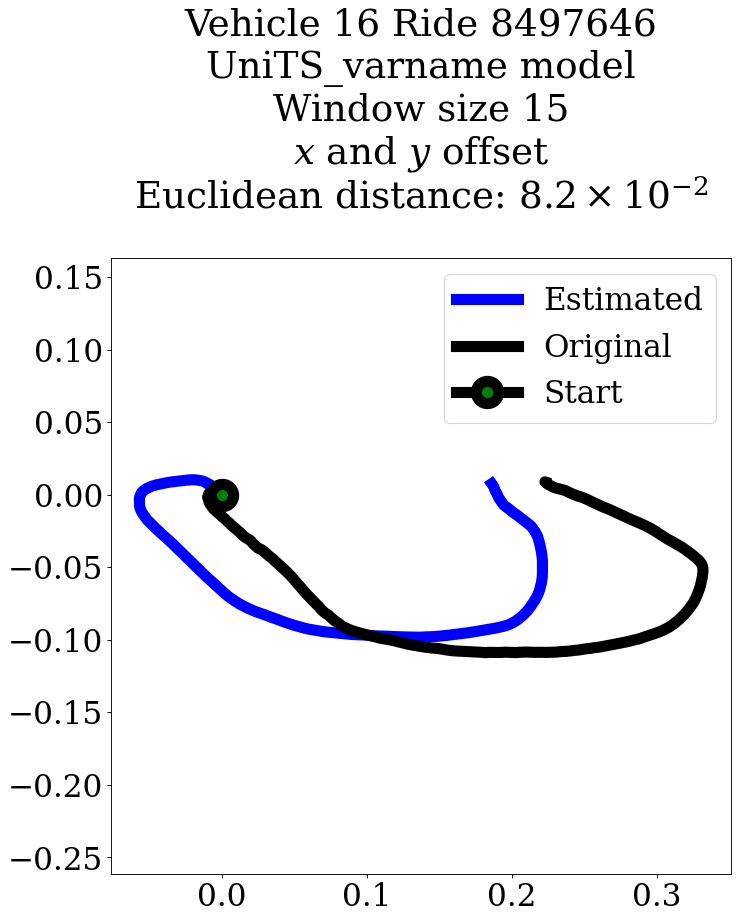 Vehicle 16 Ride 8497646
UniTS_varname model
Window size 15
x and y offset
Euclidean distance: 8.2 × 10⁻²
Estimated
Original
Start
0.15
0.10
0.05
0.00
−0.05
−0.10
−0.15
−0.20
−0.25
0.0 0.1 0.2 0.3